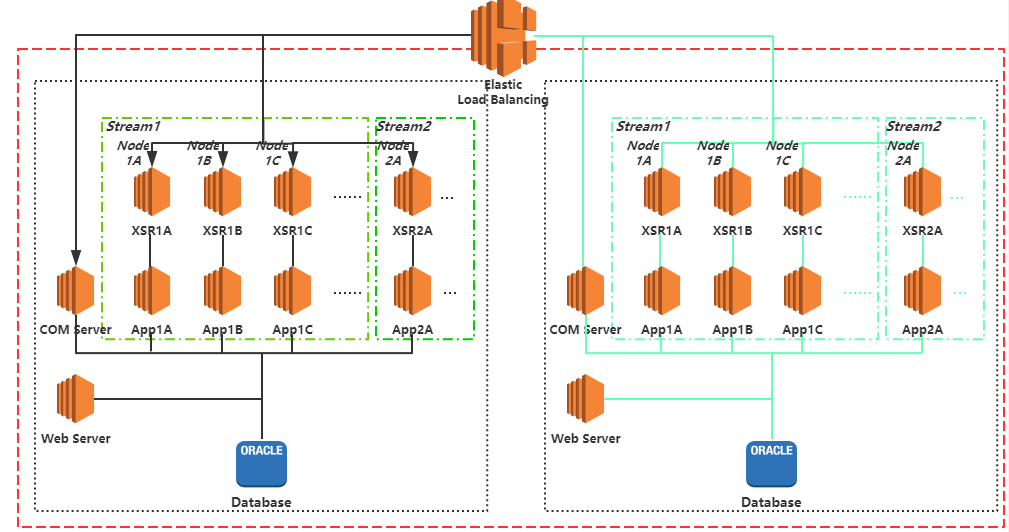 Elastic
Load Balancing
Stream1
Stream2
Node
1A
Node
1B
Node
1C
Node
2A
XSR1A
XSR1B
XSR1C
......
XSR2A
...
COM Server
App1A
App1B
App1C
......
App2A
...
Web Server
ORACLE
Database
Stream1
Stream2
Node
1A
Node
1B
Node
1C
Node
2A
XSR1A
XSR1B
XSR1C
......
XSR2A
...
COM Server
App1A
App1B
App1C
......
App2A
...
Web Server
ORACLE
Database